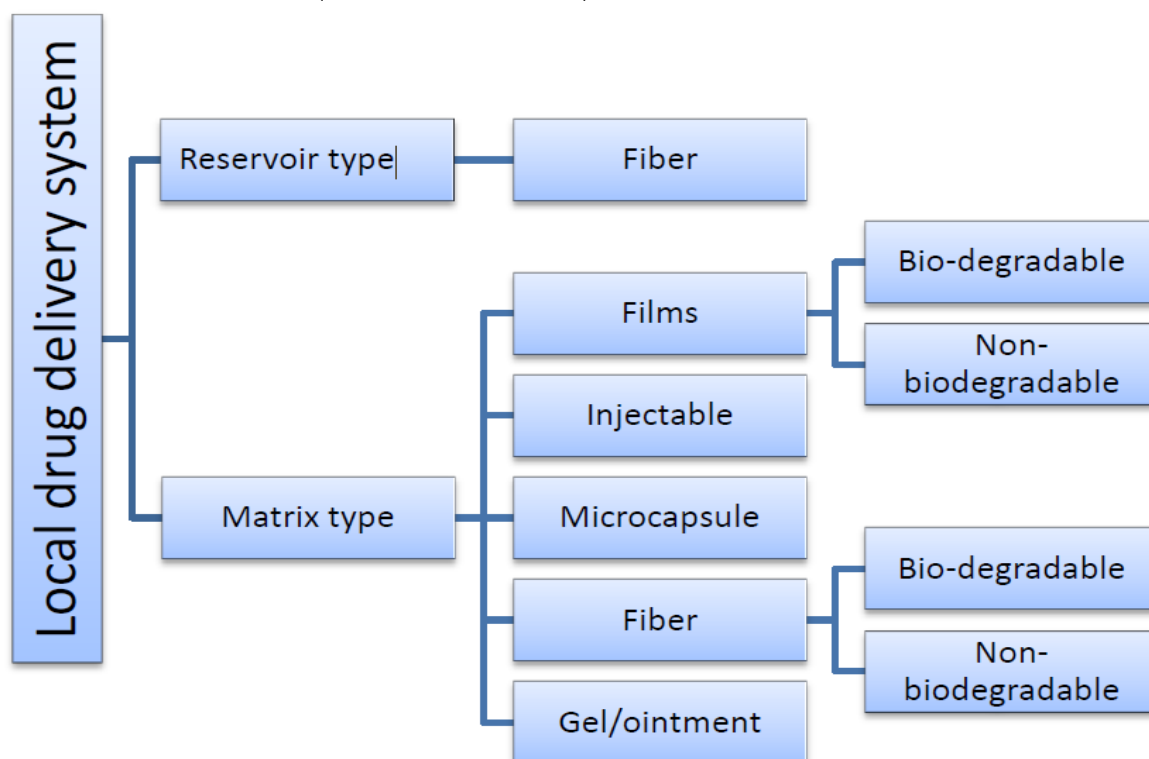 Local drug delivery system
Reservoir type
Fiber
Matrix type
Films
Bio-degradable
Non-
biodegradable
Injectable
Microcapsule
Fiber
Bio-degradable
Non-
biodegradable
Gel/ointment